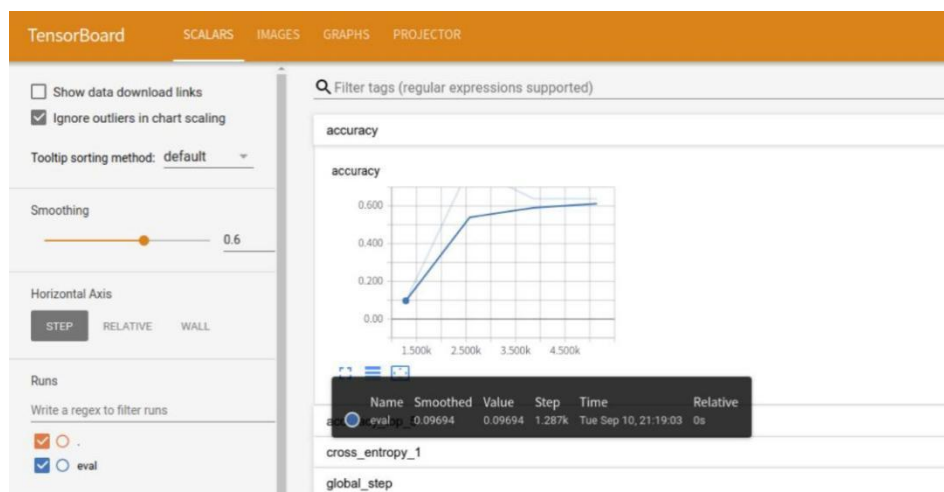 TensorBoard SCALARS IMAGES GRAPHS PROJECTOR
Show data download links
Ignore outliers in chart scaling
Tooltip sorting method: default
Smoothing
0.6
Horizontal Axis
STEP RELATIVE WALL
Runs
Write a regex to filter runs
.
eval
Filter tags (regular expressions supported)
accuracy
accuracy
0.600
0.400
0.200
0.00
1.500k 2.500k 3.500k 4.500k
Name Smoothed Value Step Time Relative
eval 0.09694 0.09694 1.287k Tue Sep 10, 21:19:03 0s
cross_entropy_1
global_step